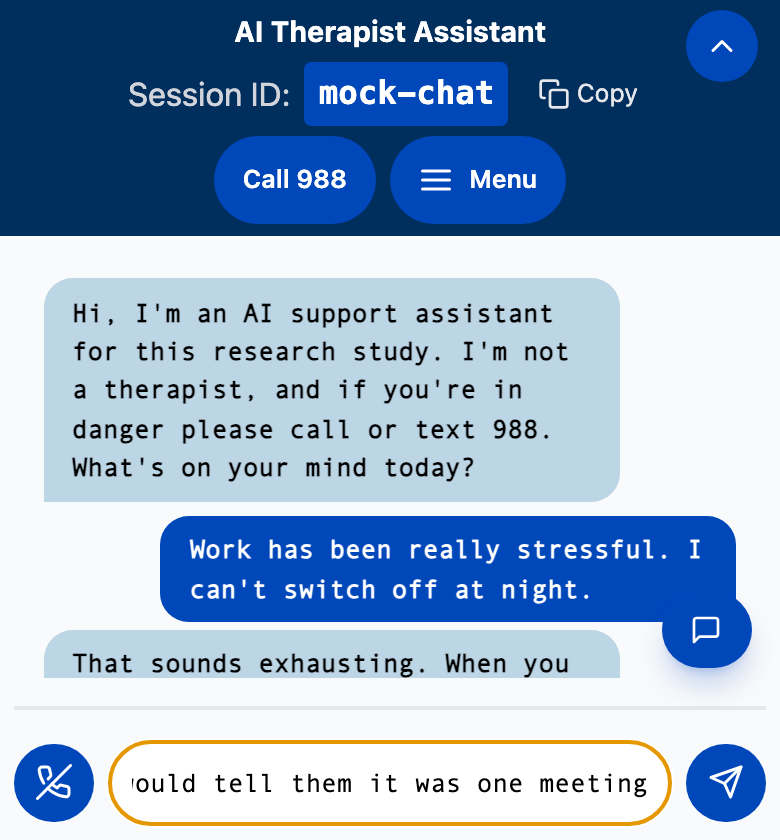 AI Therapist Assistant
Session ID: mock-chat Copy
Call 988 Menu
Hi, I'm an AI support assistant
for this research study. I'm not
a therapist, and if you're in
danger please call or text 988.
What's on your mind today?
Work has been really stressful. I
can't switch off at night.
That sounds exhausting. When you
tell them it was one meeting